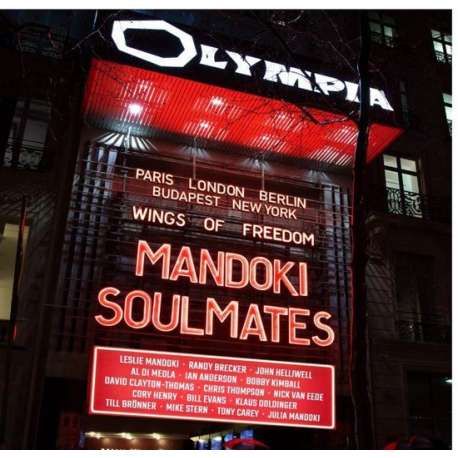 OLYMPIA
PARIS LONDON BERLIN
BUDAPEST NEW YORK
WINGS OF FREEDOM
MANDOKI
SOULMATES
LESLIE MANDOKI • RANDY BRECKER • JOHN HELLIWELL
AL DI MEOLA • IAN ANDERSON • BOBBY KIMBALL
DAVID CLAYTON-THOMAS • CHRIS THOMPSON • NICK VAN EEDE
CORY HENRY • BILL EVANS • KLAUS DOLDINGER
TILL BRÖNNER • MIKE STERN • TONY CAREY • JULIA MANDOKI